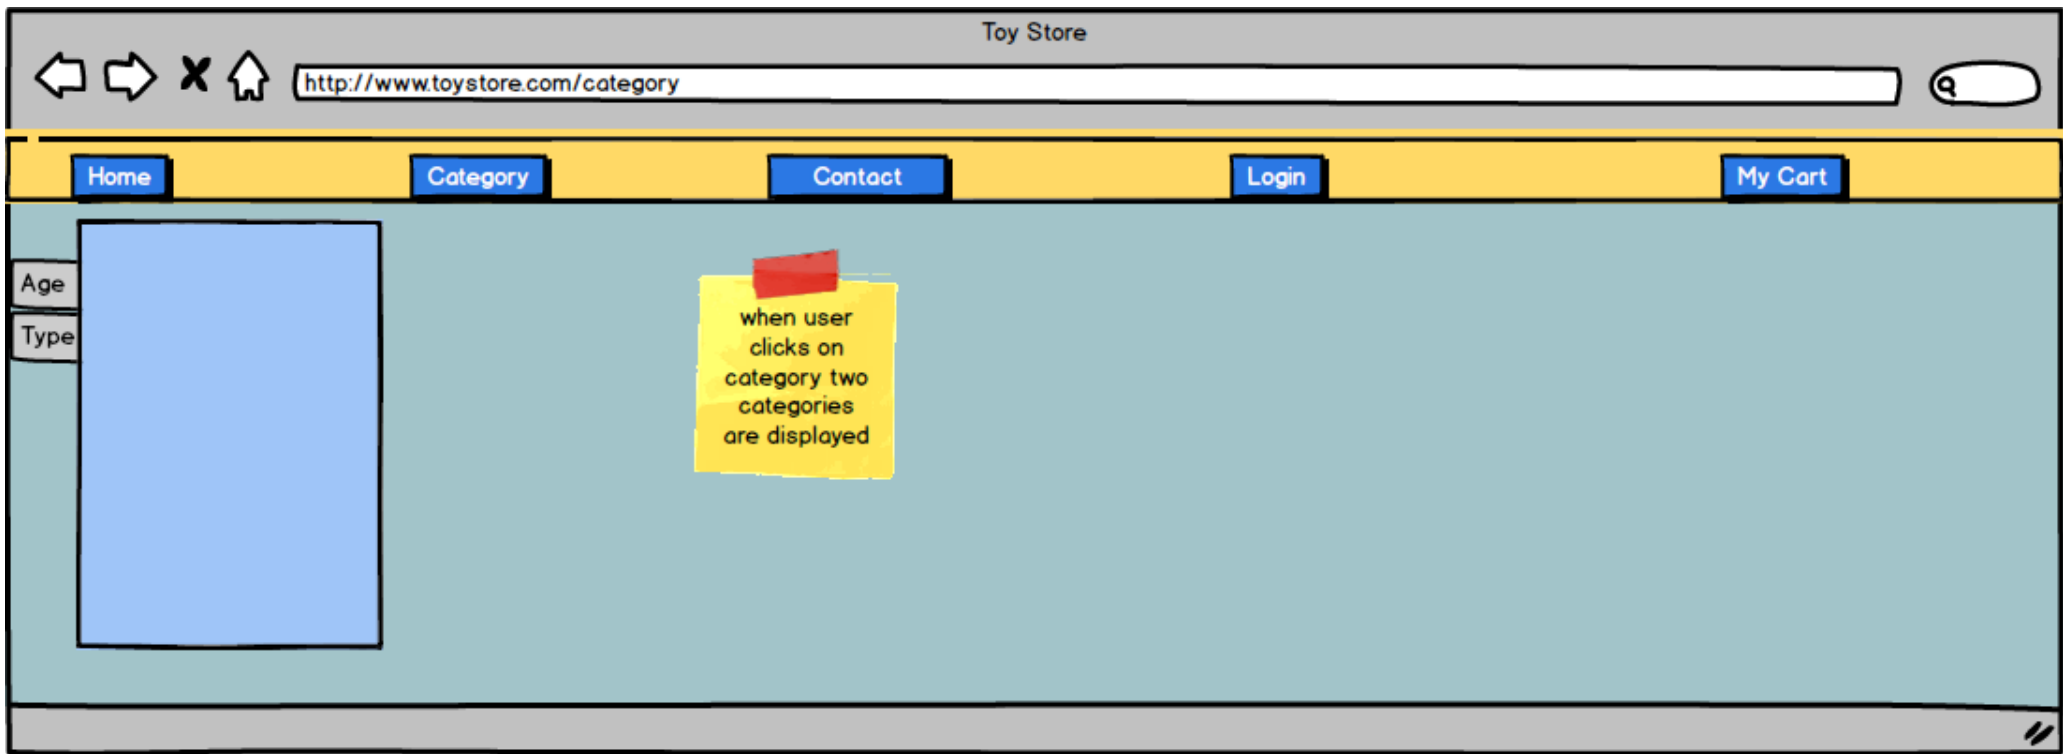 Toy Store
http://www.toystore.com/category
Home
Category
Contact
Login
My Cart
Age
Type
when user
clicks on
category two
categories
are displayed